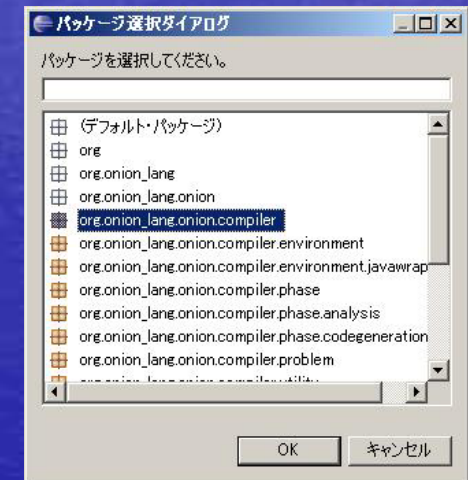 パッケージ選択ダイアログ
パッケージを選択してください。
(デフォルト・パッケージ)
org
org.onion_lang
org.onion_lang.onion
org.onion_lang.onion.compiler
org.onion_lang.onion.compiler.environment
org.onion_lang.onion.compiler.environment.javawrap
org.onion_lang.onion.compiler.phase
org.onion_lang.onion.compiler.phase.analysis
org.onion_lang.onion.compiler.phase.codegeneration
org.onion_lang.onion.compiler.problem
OK
キャンセル